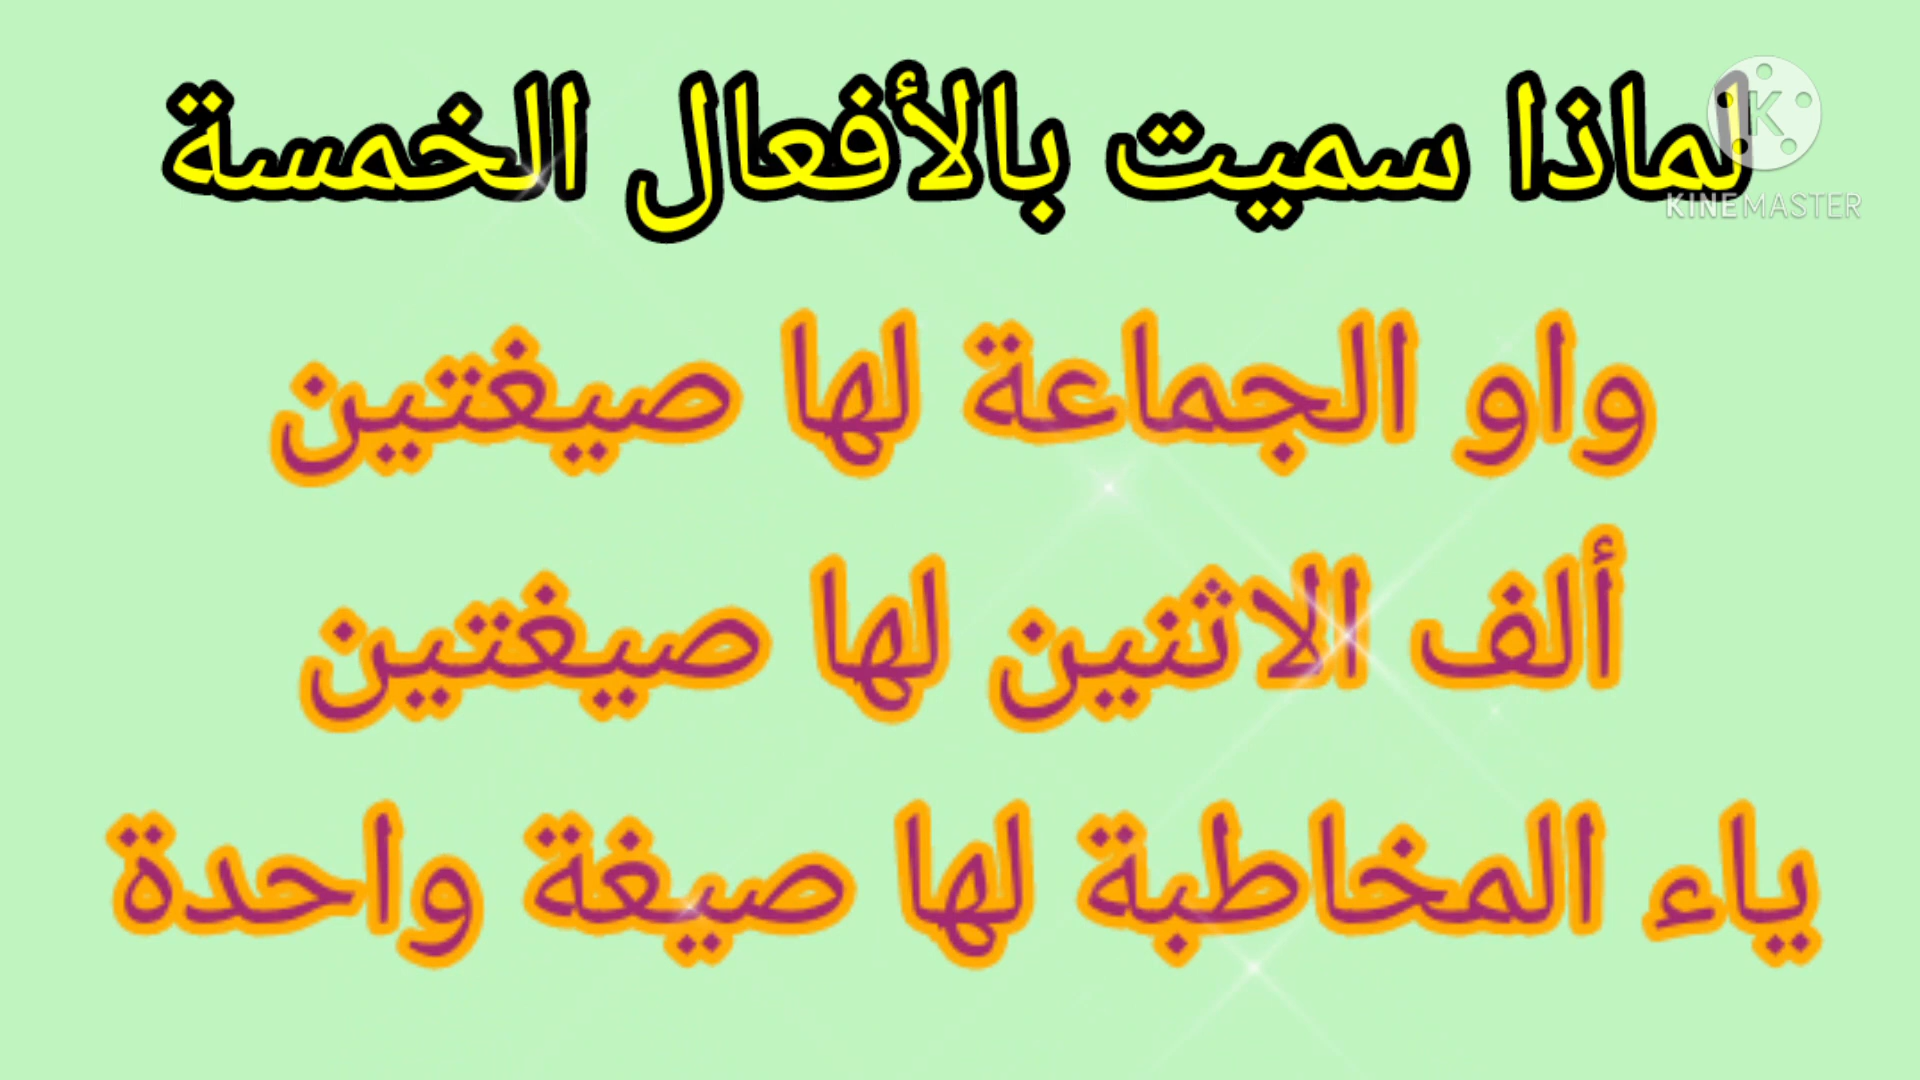 لماذا سميت بالأفعال الخمسة
K
KINEMASTER
واو الجماعة لها صيغتين
ألف الاثنين لها صيغتين
ياء المخاطبة لها صيغة واحدة